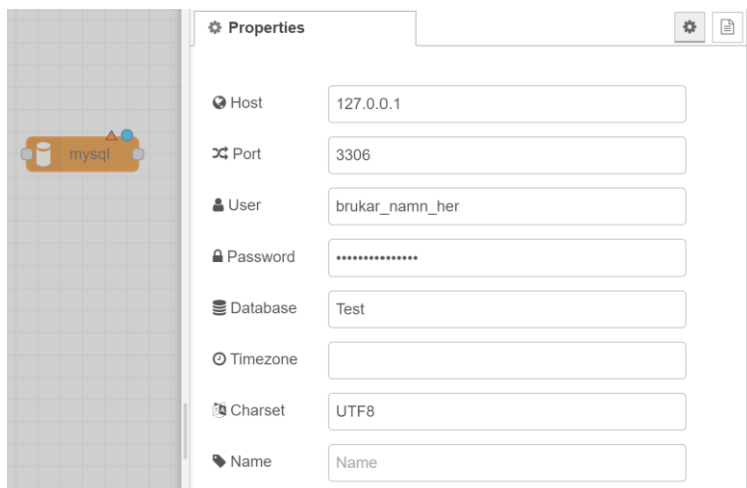 Properties
mysql
Host 127.0.0.1
Port 3306
User brukar_namn_her
Password •••••••••••••••
Database Test
Timezone
Charset UTF8
Name Name